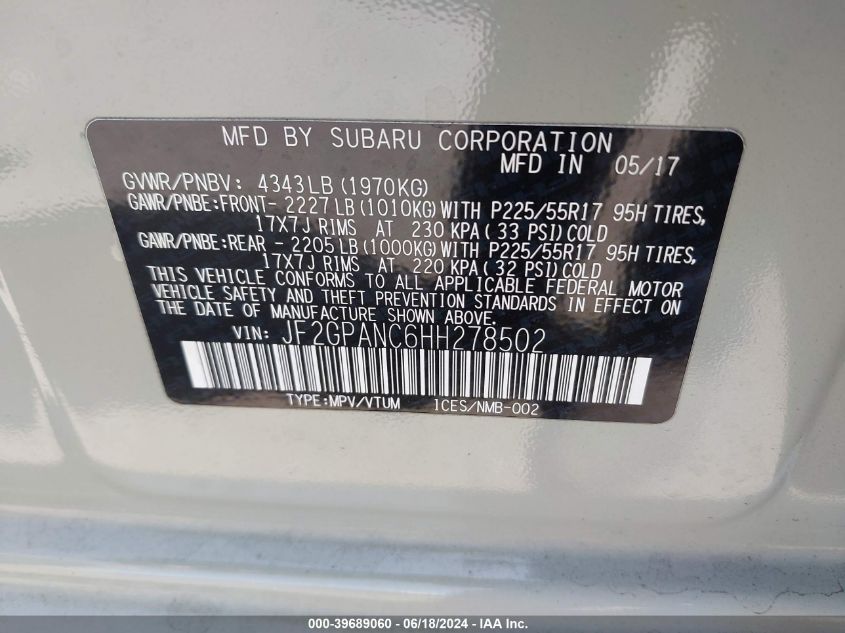 MFD BY SUBARU CORPORATION
MFD IN 05/17
GVWR/PNBV: 4343LB (1970KG)
GAWR/PNBE:FRONT- 2227 LB (1010KG) WITH P225/55R17 95H TIRES,
17X7J RIMS AT 230 KPA ( 33 PSI) COLD
GAWR/PNBE:REAR - 2205 LB (1000KG) WITH P225/55R17 95H TIRES,
17X7J RIMS AT 220 KPA ( 32 PSI) COLD
THIS VEHICLE CONFORMS TO ALL APPLICABLE FEDERAL MOTOR
VEHICLE SAFETY AND THEFT PREVENTION STANDARDS IN EFFECT ON
THE DATE OF MANUFACTURE SHOWN ABOVE.
VIN: JF2GPANC6HH278502
TYPE:MPV/VTUM ICES/NMB-002
000-39689060 - 06/18/2024 - IAA Inc.